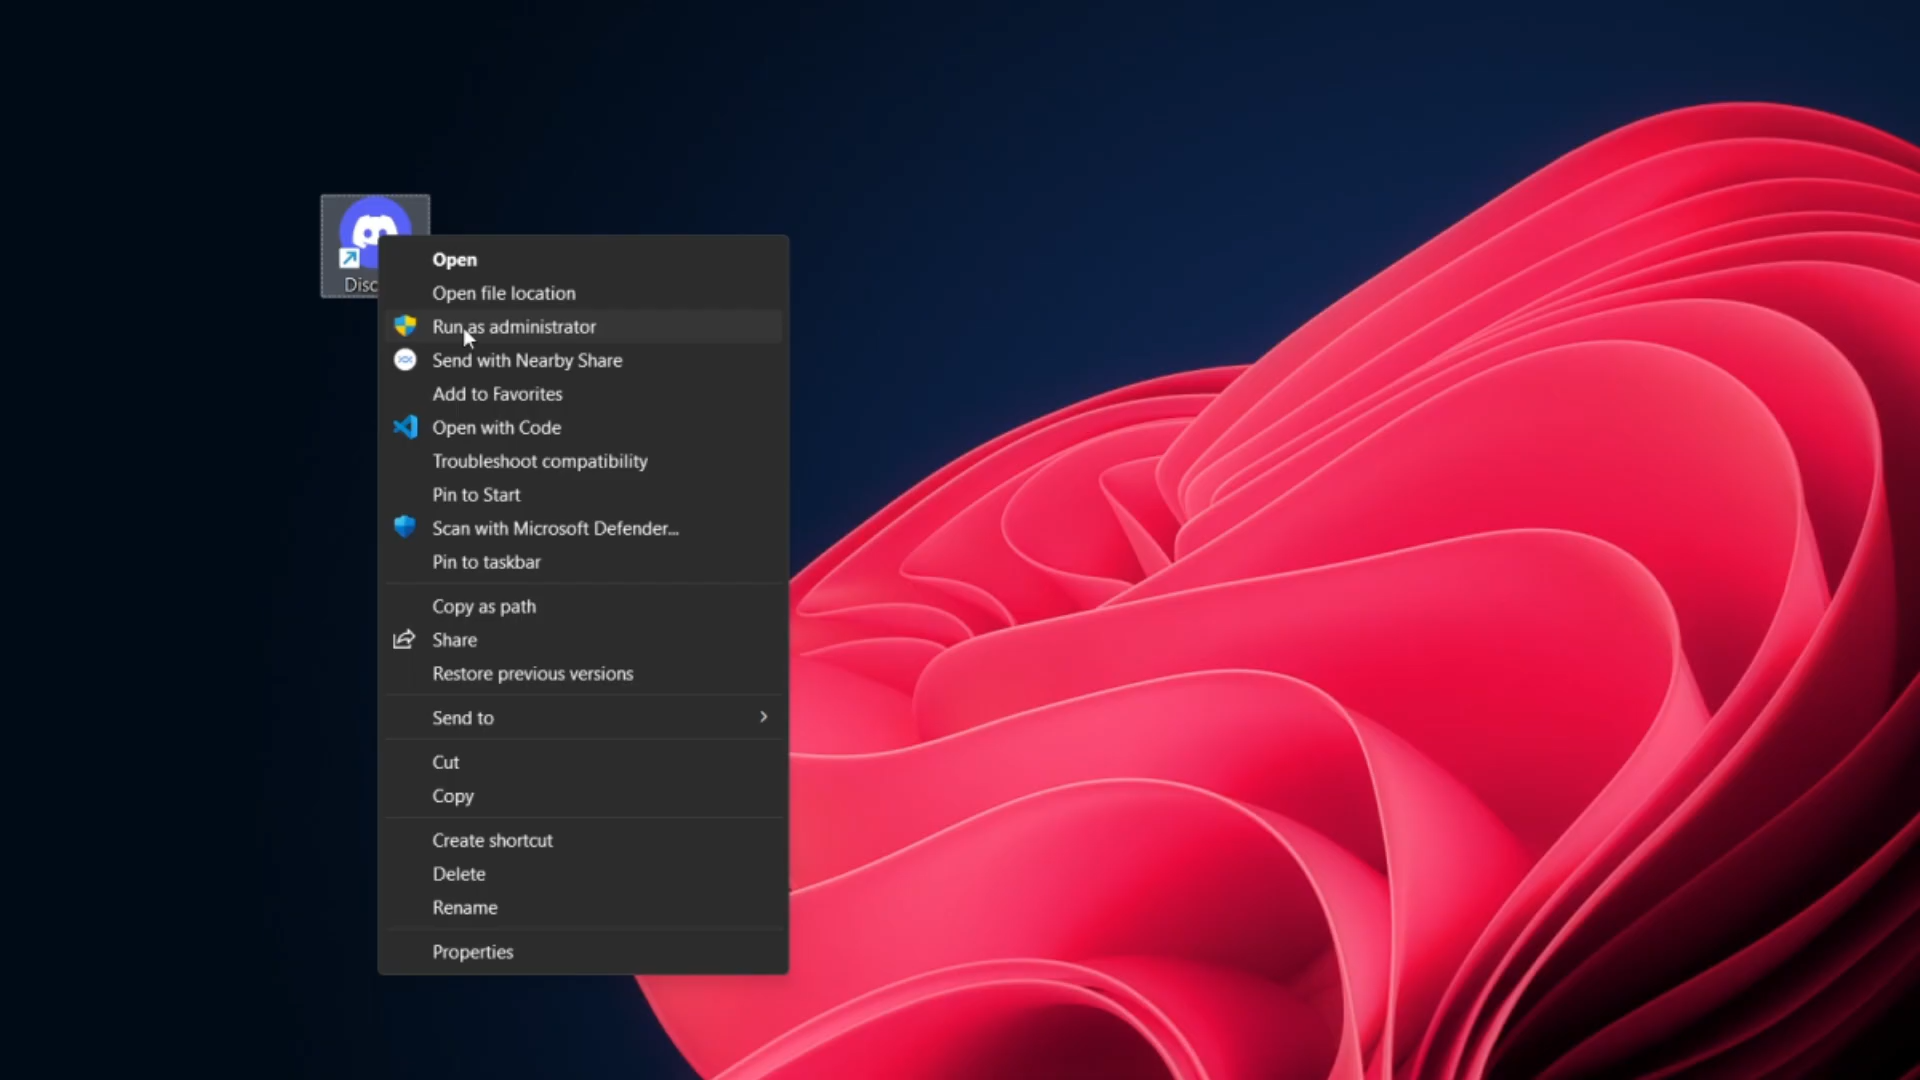 Disc
Open
Open file location
Run as administrator
Send with Nearby Share
Add to Favorites
Open with Code
Troubleshoot compatibility
Pin to Start
Scan with Microsoft Defender...
Pin to taskbar
Copy as path
Share
Restore previous versions
Send to
Cut
Copy
Create shortcut
Delete
Rename
Properties